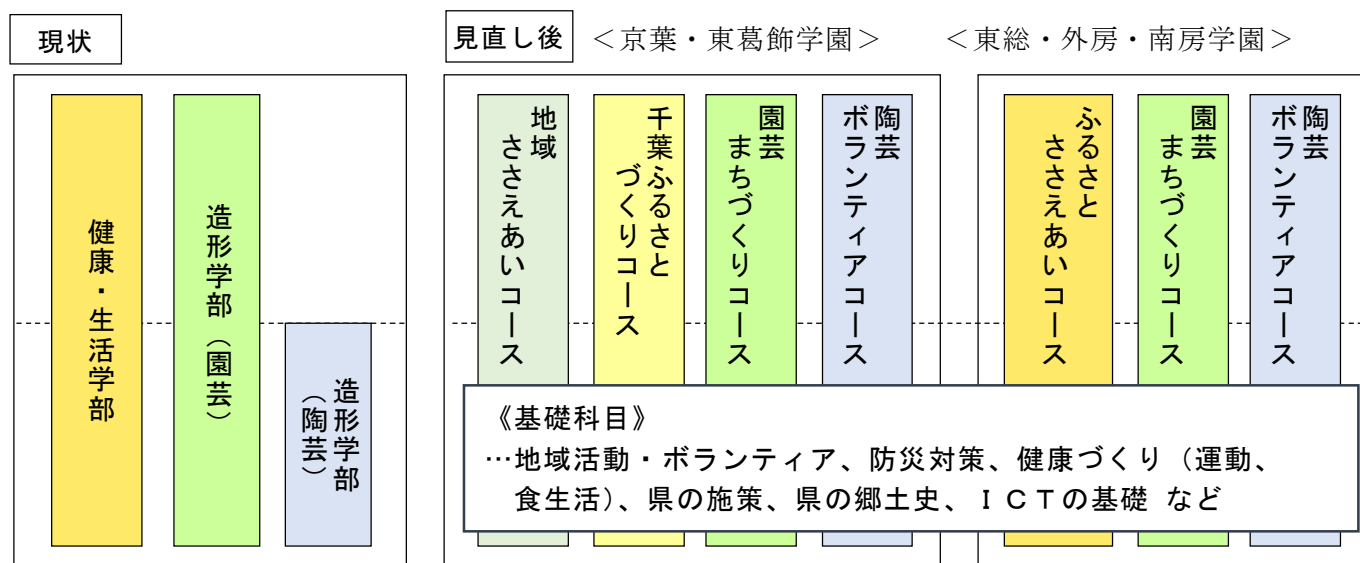 現状
健康・生活学部
造形学部（園芸）
造形学部
（陶芸）
見直し後
＜京葉・東葛飾学園＞
地域
ささえあいコース
千葉ふるさと
づくりコース
園芸
まちづくりコース
陶芸
ボランティアコース
＜東総・外房・南房学園＞
ふるさと
ささえあいコース
園芸
まちづくりコース
陶芸
ボランティアコース
《基礎科目》
…地域活動・ボランティア、防災対策、健康づくり（運動、
食生活）、県の施策、県の郷土史、ＩＣＴの基礎 など